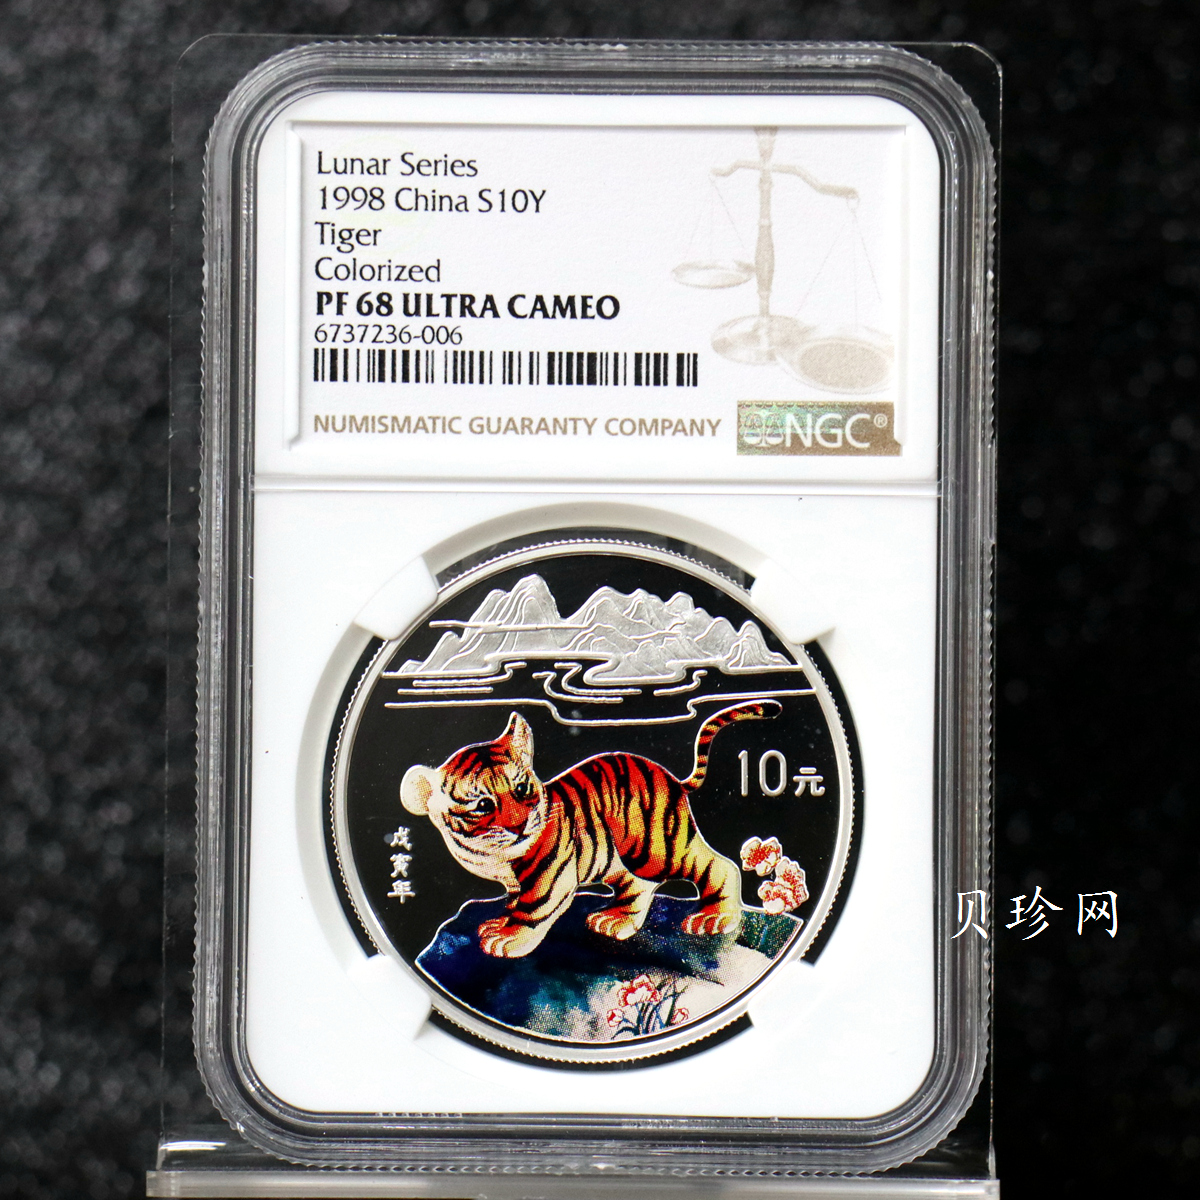 Lunar Series
1998 China S10Y
Tiger
Colorized
PF 68 ULTRA CAMEO
6737236-006
NUMISMATIC GUARANTY COMPANY
NGC®
10元
戊寅年
贝珍网